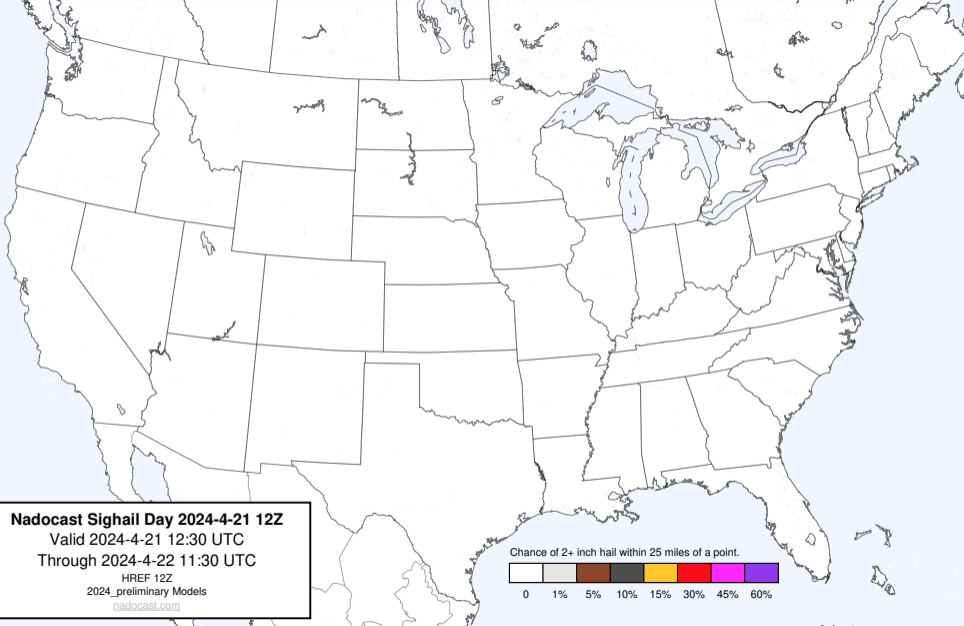 Nadocast Sighail Day 2024-4-21 12Z
Valid 2024-4-21 12:30 UTC
Through 2024-4-22 11:30 UTC
HREF 12Z
2024_preliminary Models
nadocast.com
Chance of 2+ inch hail within 25 miles of a point.
0 1% 5% 10% 15% 30% 45% 60%